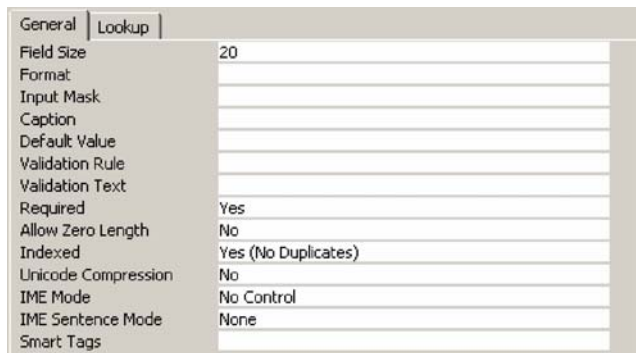 General Lookup
Field Size 20
Format
Input Mask
Caption
Default Value
Validation Rule
Validation Text
Required Yes
Allow Zero Length No
Indexed Yes (No Duplicates)
Unicode Compression No
IME Mode No Control
IME Sentence Mode None
Smart Tags